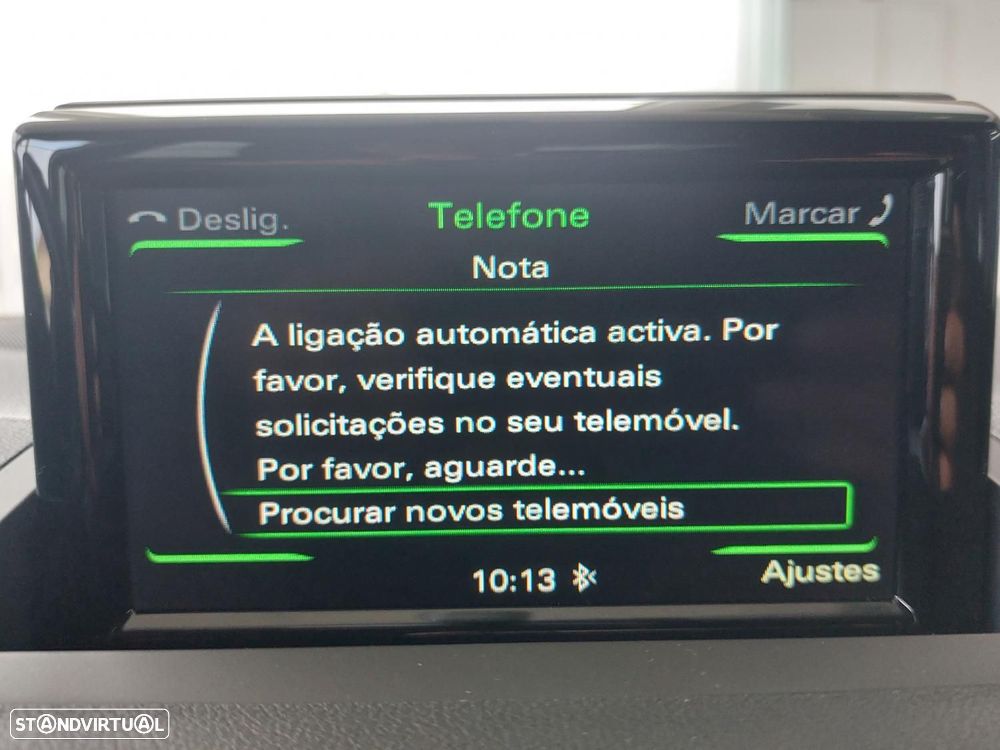 Deslig. Telefone Marcar
Nota
A ligação automática activa. Por
favor, verifique eventuais
solicitações no seu telemóvel.
Por favor, aguarde...
Procurar novos telemóveis
10:13 Ajustes
STANDVIRTUAL